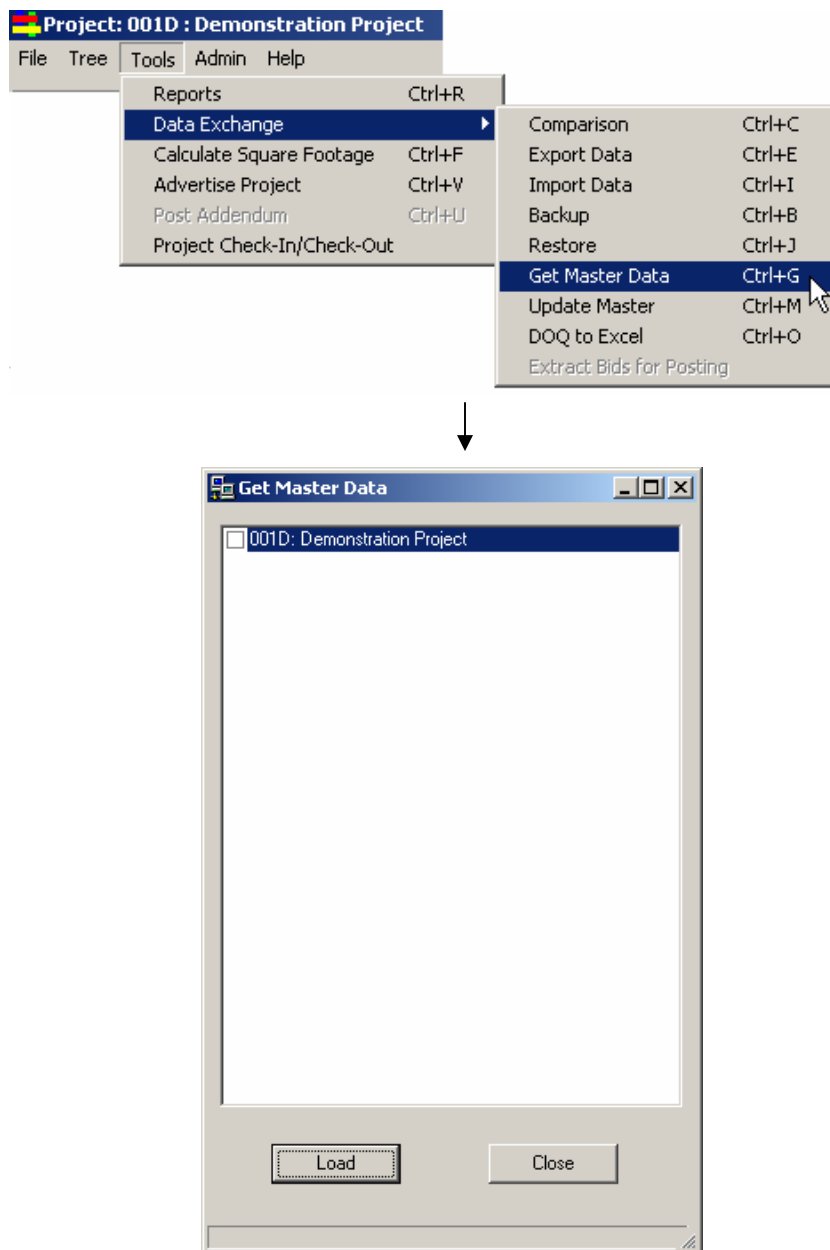 Project: 001D : Demonstration Project
File Tree Tools Admin Help
Reports Ctrl+R
Data Exchange
Calculate Square Footage Ctrl+F
Advertise Project Ctrl+V
Post Addendum Ctrl+U
Project Check-In/Check-Out
Comparison Ctrl+C
Export Data Ctrl+E
Import Data Ctrl+I
Backup Ctrl+B
Restore Ctrl+J
Get Master Data Ctrl+G
Update Master Ctrl+M
DOQ to Excel Ctrl+O
Extract Bids for Posting
Get Master Data
001D: Demonstration Project
Load Close